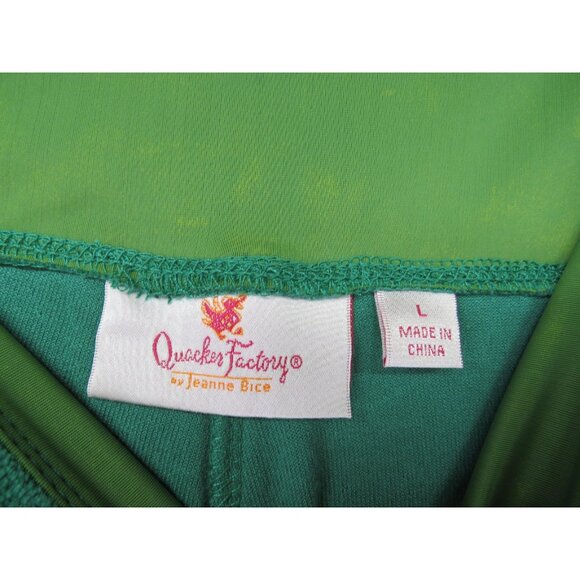 Quacker Factory®
by Jeanne Bice
L
MADE IN
CHINA